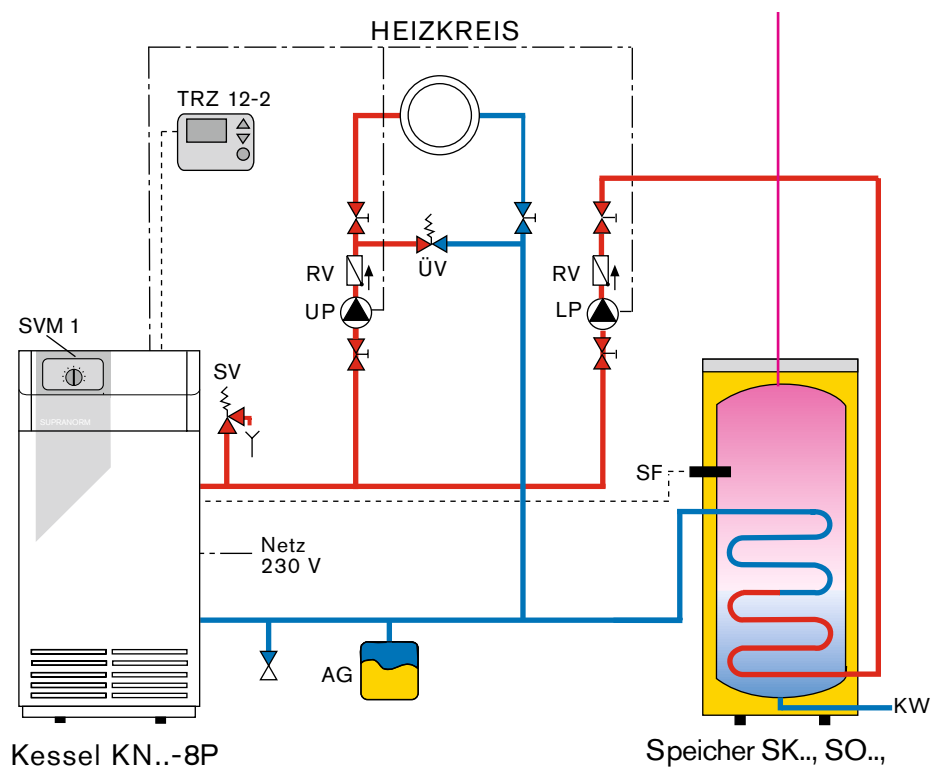 HEIZKREIS
TRZ 12-2
RV
ÜV
RV
UP
LP
SVM 1
SV
SUPRANORM
SF
Netz
230 V
AG
KW
Kessel KN..-8P
Speicher SK.., SO..,